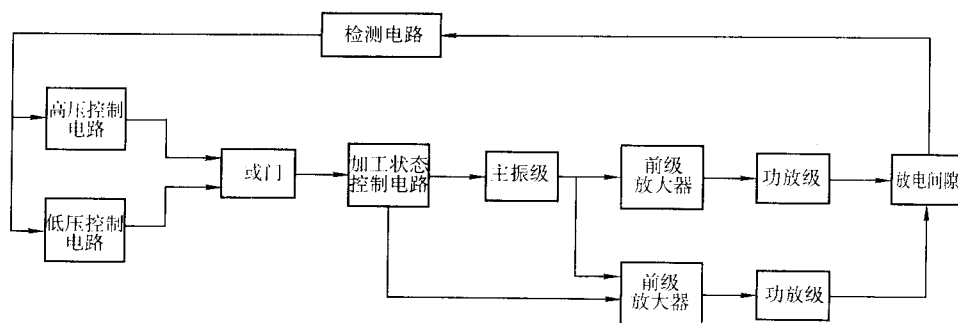 检测电路
高压控制
电路
或门
加工状态
控制电路
主振级
前级
放大器
功放级
放电间隙
低压控制
电路
前级
放大器
功放级